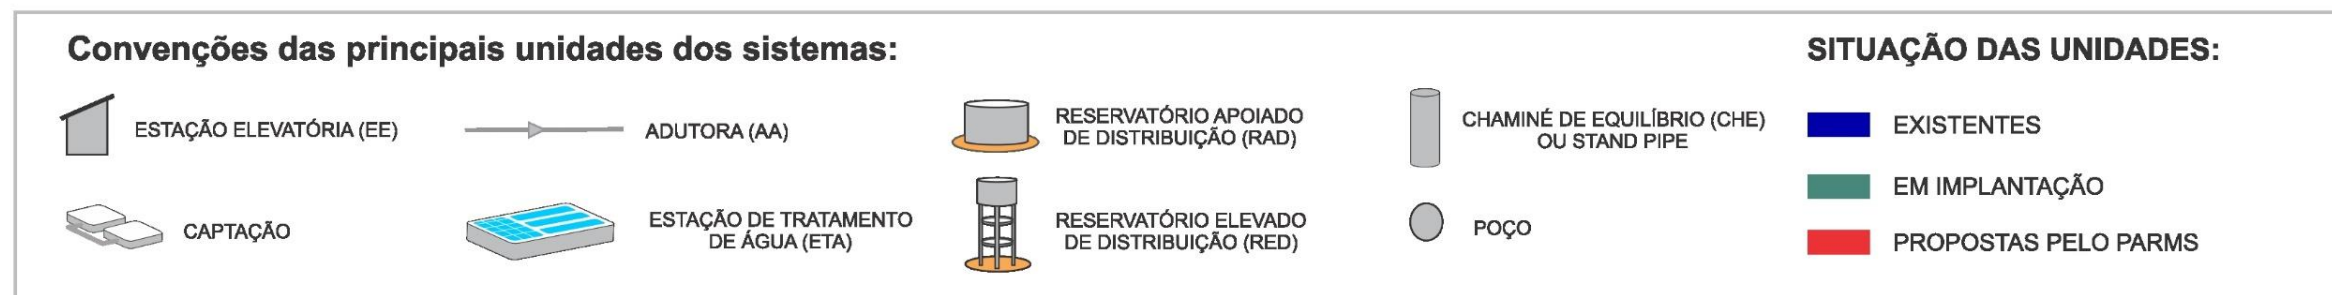 Convenções das principais unidades dos sistemas:
SITUAÇÃO DAS UNIDADES:
ESTAÇÃO ELEVATÓRIA (EE)
ADUTORA (AA)
RESERVATÓRIO APOIADO
DE DISTRIBUIÇÃO (RAD)
CHAMINÉ DE EQUILÍBRIO (CHE)
OU STAND PIPE
EXISTENTES
EM IMPLANTAÇÃO
CAPTAÇÃO
ESTAÇÃO DE TRATAMENTO
DE ÁGUA (ETA)
RESERVATÓRIO ELEVADO
DE DISTRIBUIÇÃO (RED)
POÇO
PROPOSTAS PELO PARMS